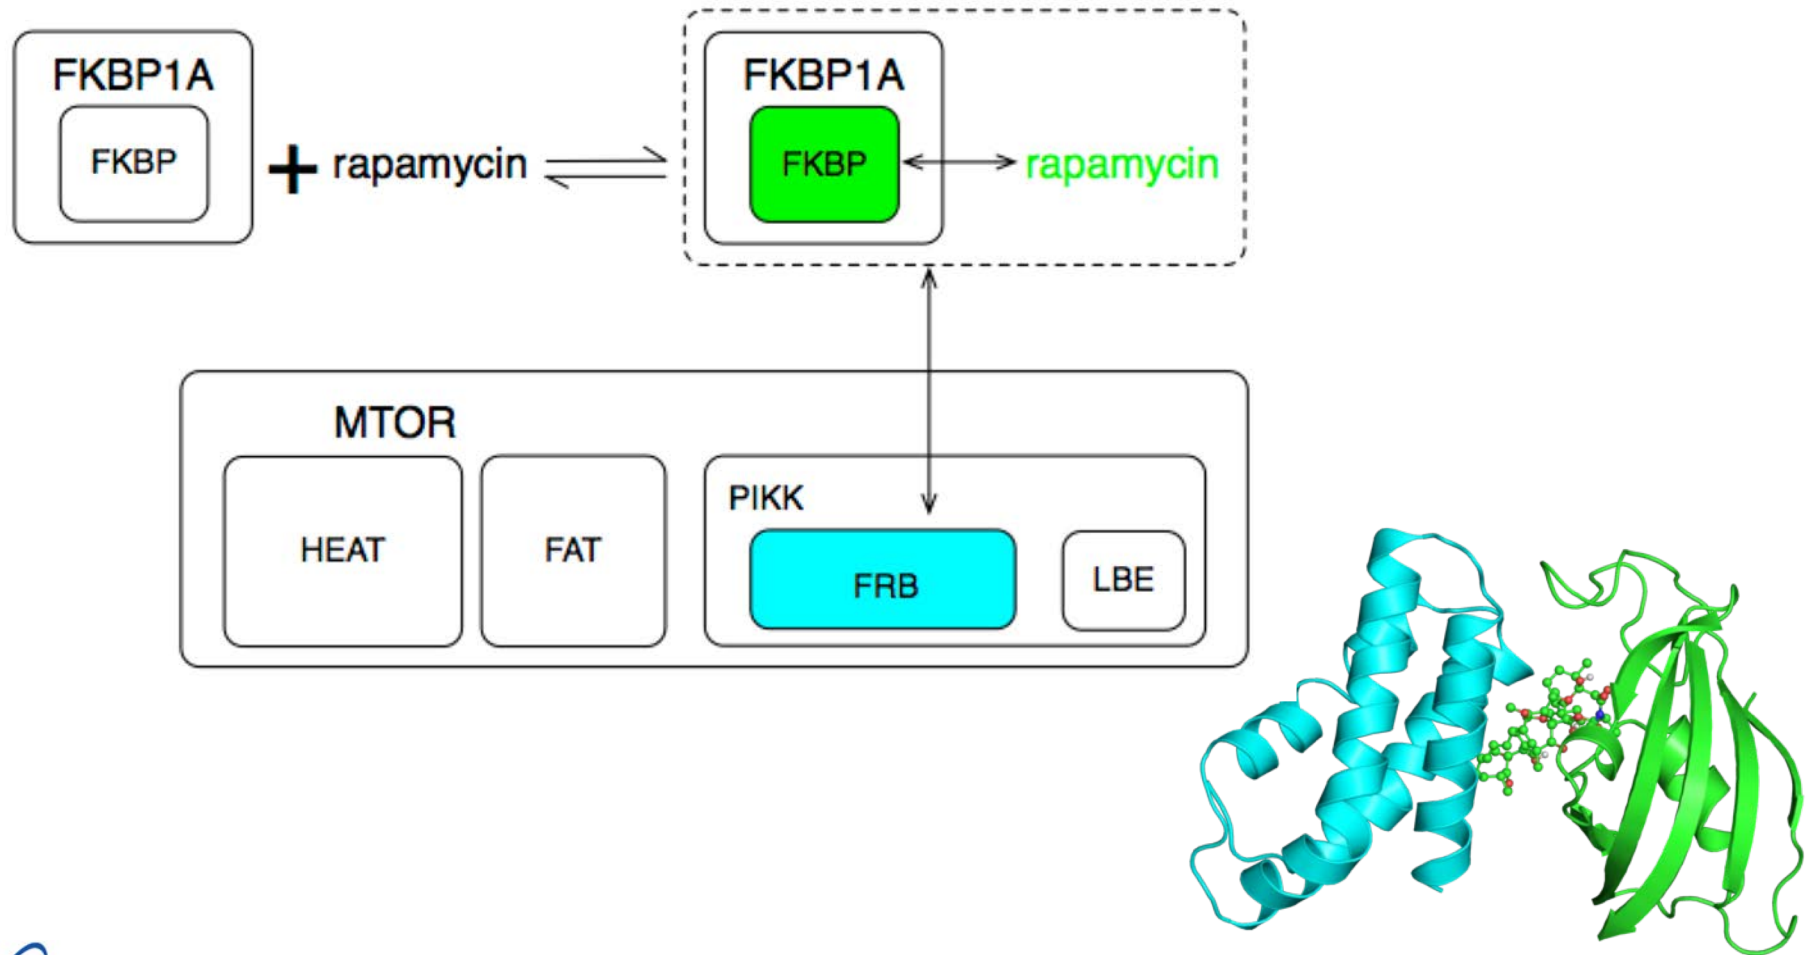 FKBP1A
FKBP
+ rapamycin
FKBP1A
FKBP
rapamycin
MTOR
HEAT
FAT
PIKK
FRB
LBE